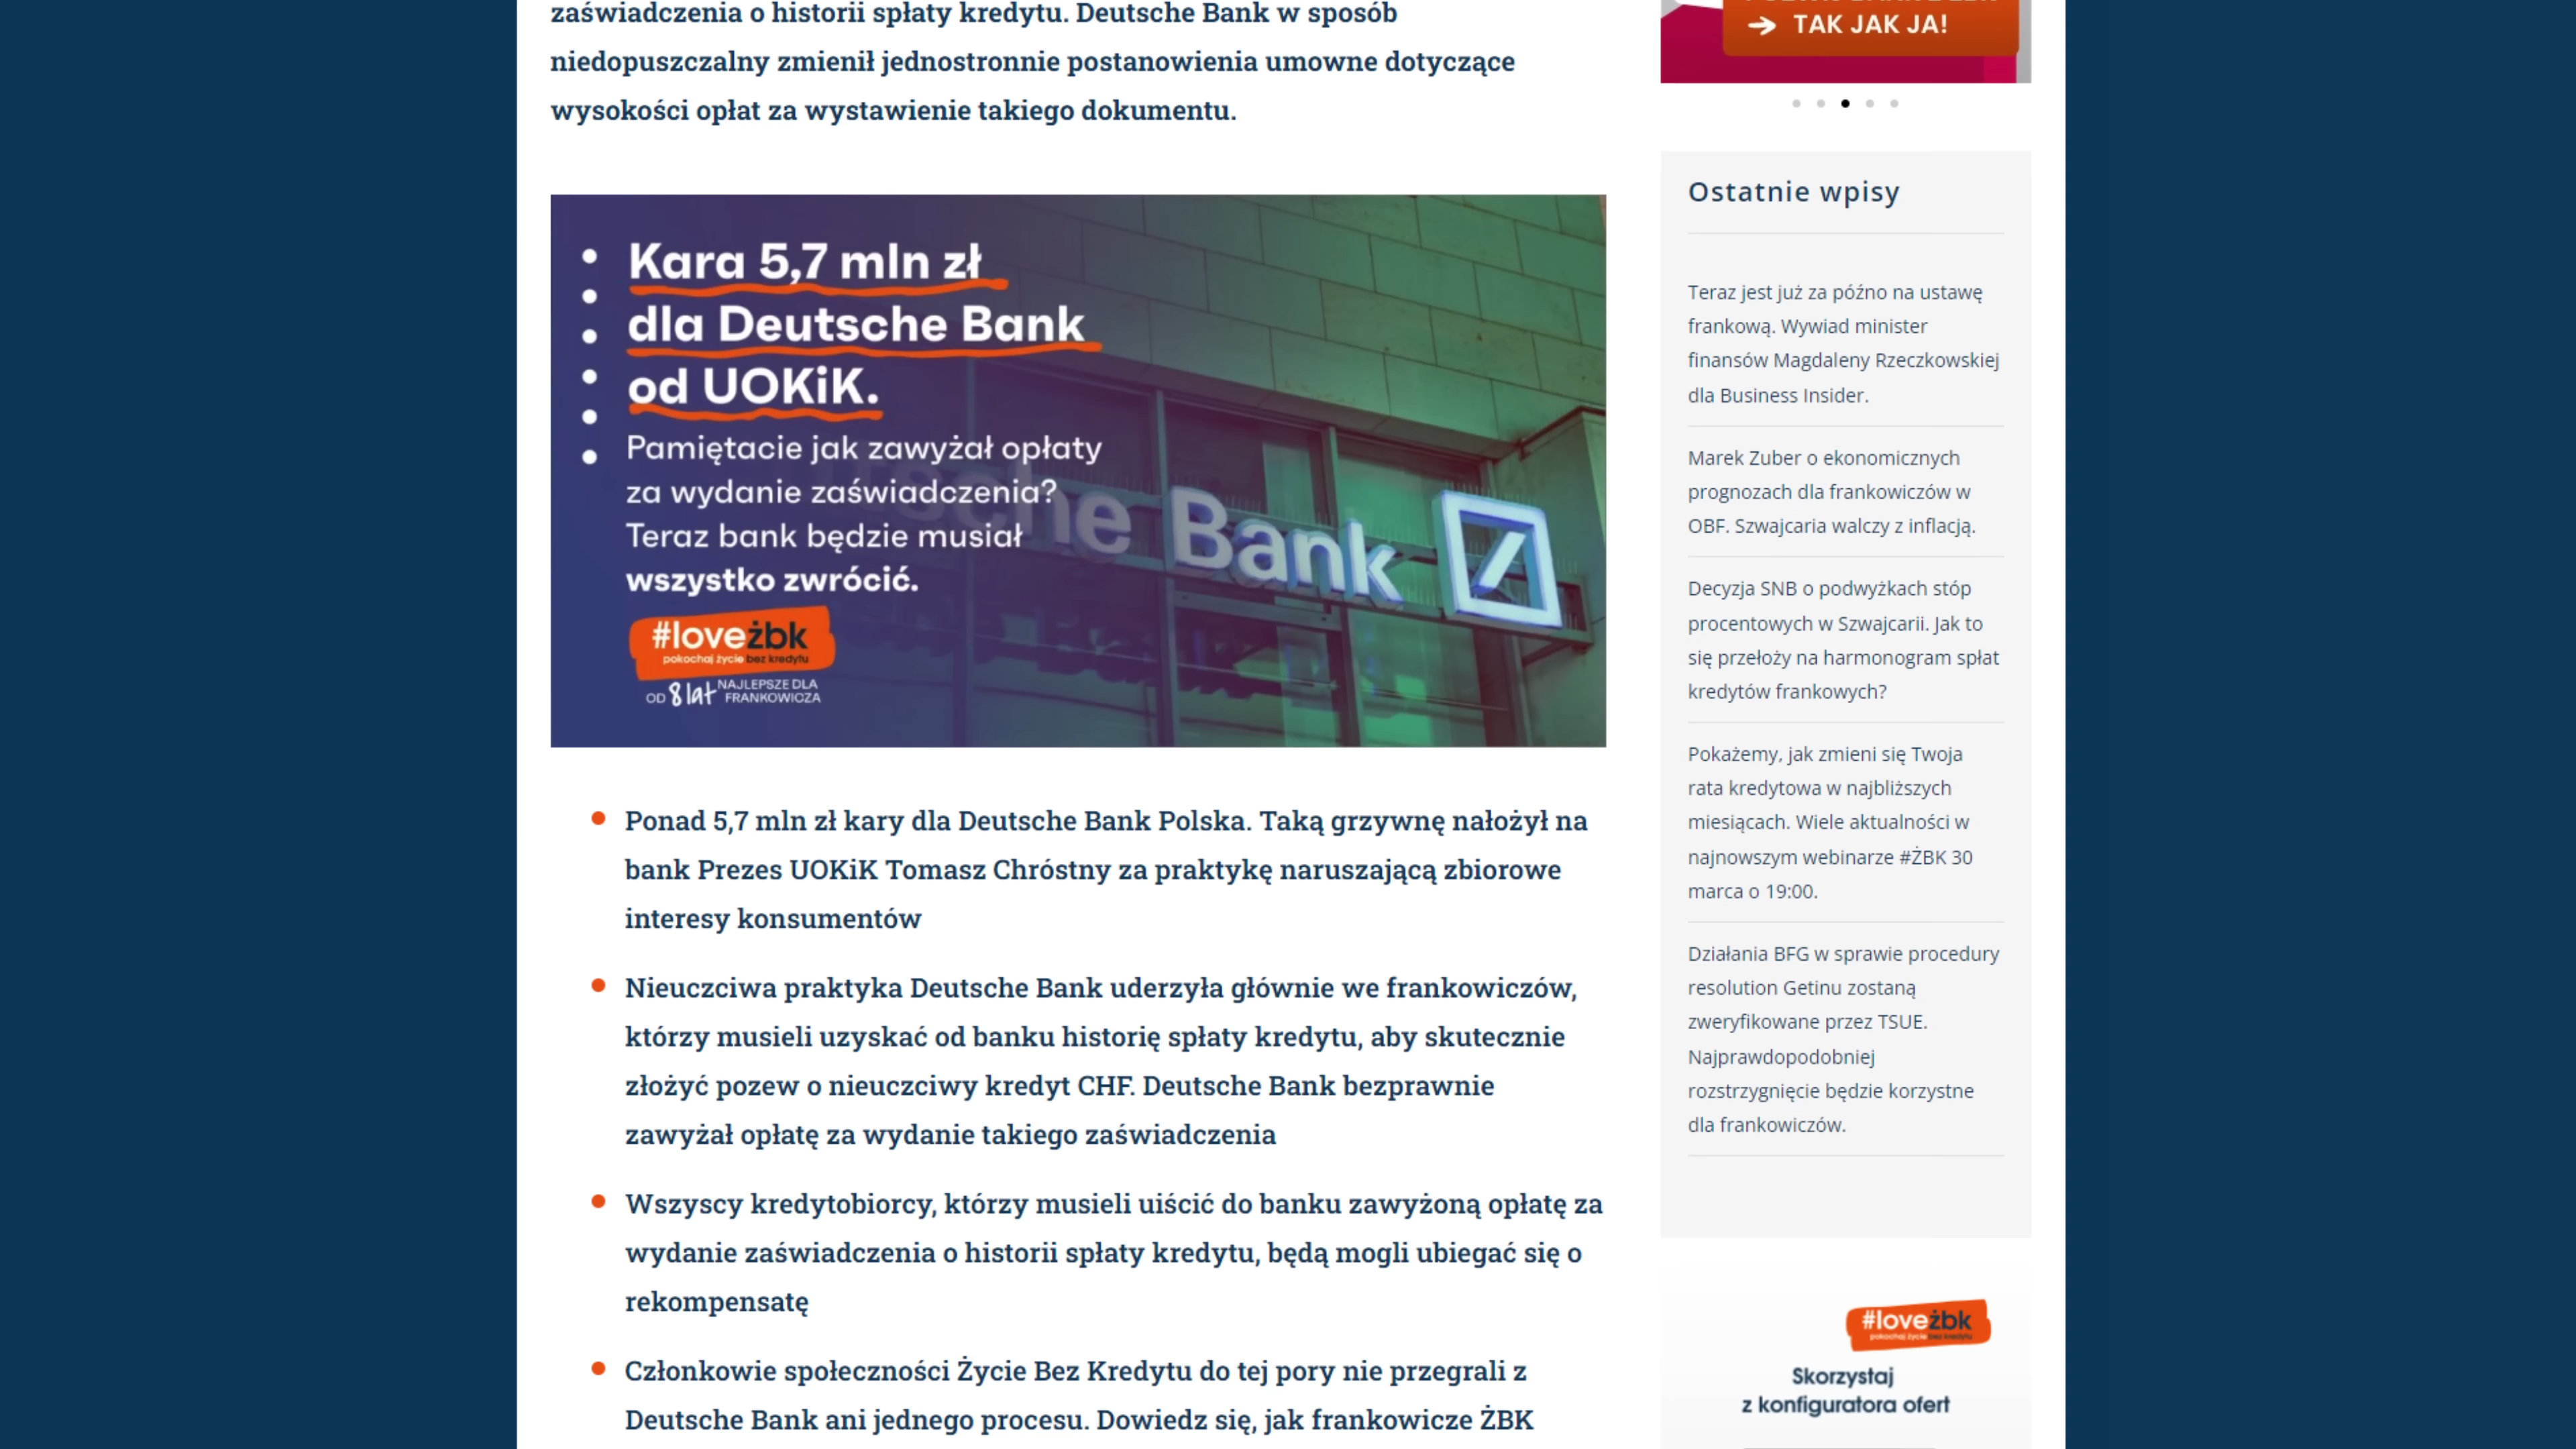 zaświadczenia o historii spłaty kredytu. Deutsche Bank w sposób
niedopuszczalny zmienił jednostronnie postanowienia umowne dotyczące
wysokości opłat za wystawienie takiego dokumentu.
Kara 5,7 mln zł
dla Deutsche Bank
od UOKiK.
Pamiętacie jak zawyżał opłaty
za wydanie zaświadczenia?
Teraz bank będzie musiał
wszystko zwrócić.
#loveżbk
pokochaj życie bez kredytu
OD 8 lat NAJLEPSZE DLA
FRANKOWICZA
Bank
Ponad 5,7 mln zł kary dla Deutsche Bank Polska. Taką grzywnę nałożył na
bank Prezes UOKiK Tomasz Chróstny za praktykę naruszającą zbiorowe
interesy konsumentów
Nieuczciwa praktyka Deutsche Bank uderzyła głównie we frankowiczów,
którzy musieli uzyskać od banku historię spłaty kredytu, aby skutecznie
złożyć pozew o nieuczciwy kredyt CHF. Deutsche Bank bezprawnie
zawyżał opłatę za wydanie takiego zaświadczenia
Wszyscy kredytobiorcy, którzy musieli uiścić do banku zawyżoną opłatę za
wydanie zaświadczenia o historii spłaty kredytu, będą mogli ubiegać się o
rekompensatę
Członkowie społeczności Życie Bez Kredytu do tej pory nie przegrali z
Deutsche Bank ani jednego procesu. Dowiedz się, jak frankowicze ŻBK
→ TAK JAK JA!
Ostatnie wpisy
Teraz jest już za późno na ustawę
frankową. Wywiad minister
finansów Magdaleny Rzeczkowskiej
dla Business Insider.
Marek Zuber o ekonomicznych
prognozach dla frankowiczów w
OBF. Szwajcaria walczy z inflacją.
Decyzja SNB o podwyżkach stóp
procentowych w Szwajcarii. Jak to
się przełoży na harmonogram spłat
kredytów frankowych?
Pokażemy, jak zmieni się Twoja
rata kredytowa w najbliższych
miesiącach. Wiele aktualności w
najnowszym webinarze #ŻBK 30
marca o 19:00.
Działania BFG w sprawie procedury
resolution Getinu zostaną
zweryfikowane przez TSUE.
Najprawdopodobniej
rozstrzygnięcie będzie korzystne
dla frankowiczów.
#loveżbk
pokochaj życie bez kredytu
Skorzystaj
z konfiguratora ofert